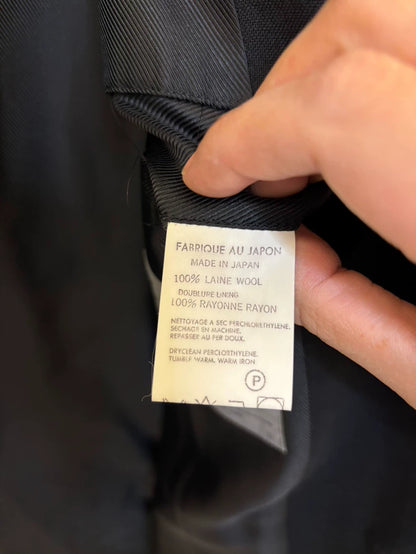 FABRIQUE AU JAPON
MADE IN JAPAN
100% LAINE WOOL
DOUBLURE LINING
100% RAYONNE RAYON
NETTOYAGE A SEC PERCHLORETHYLENE.
SECHAGE EN MACHINE.
REPASSER AU FER DOUX.
DRYCLEAN PERCLORETHYLENE.
TUMBLE WARM. WARM IRON
P